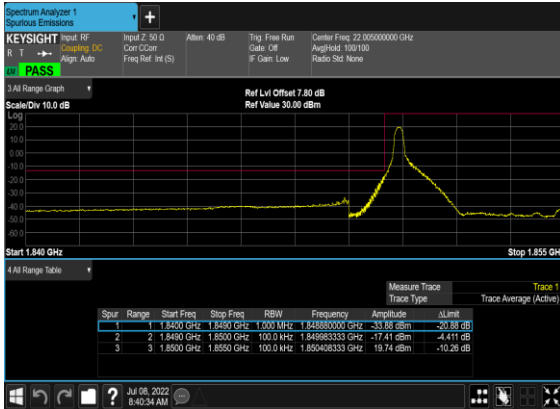 Spectrum Analyzer 1
Spurious Emissions
+
KEYSIGHT Input: RF Input Z: 50 Ω Atten: 40 dB Trig: Free Run Center Freq: 22.005000000 GHz
R T Coupling: DC Corr CCorr Gate: Off Avg|Hold: 100/100
Align: Auto Freq Ref: Int (S) IF Gain: Low Radio Std: None
PASS
3 All Range Graph
Ref Lvl Offset 7.80 dB
Scale/Div 10.0 dB Ref Value 30.00 dBm
Log
20.0
10.0
0.00
-10.0
-20.0
-30.0
-40.0
-50.0
-60.0
Start 1.840 GHz Stop 1.855 GH
4 All Range Table
Measure Trace Trace 1
Trace Type Trace Average (Active)
Spur Range Start Freq Stop Freq RBW Frequency Amplitude ΔLimit
1 1 1.8400 GHz 1.8490 GHz 1.000 MHz 1.848880000 GHz -33.88 dBm -20.88 dB
2 2 1.8490 GHz 1.8500 GHz 100.0 kHz 1.849983333 GHz -17.41 dBm -4.411 dB
3 3 1.8500 GHz 1.8550 GHz 100.0 kHz 1.850408333 GHz 19.74 dBm -10.26 dB
?
Jul 08, 2022
8:40:34 AM